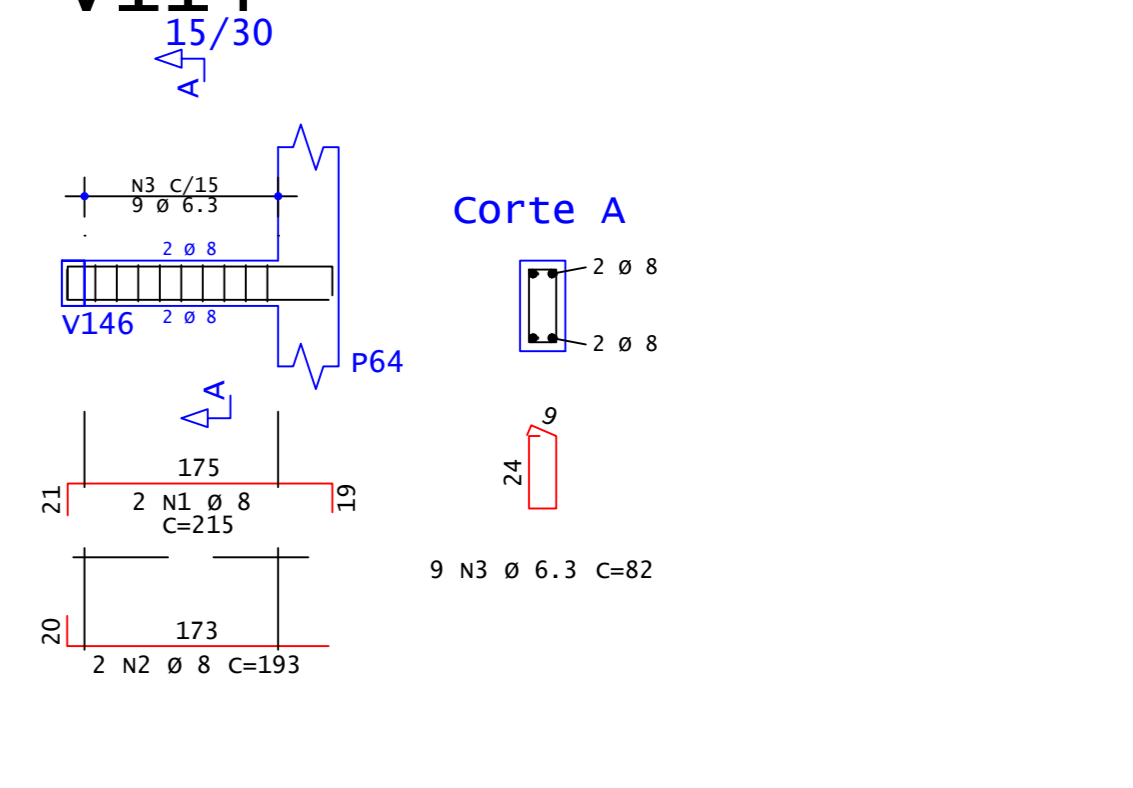 15/30
A
N3 C/15
9 Ø 6.3
2 Ø 8
V146
2 Ø 8
P64
A
175
21
2 N1 Ø 8
19
C=215
20
173
2 N2 Ø 8 C=193
Corte A
2 Ø 8
2 Ø 8
9
24
9 N3 Ø 6.3 C=82